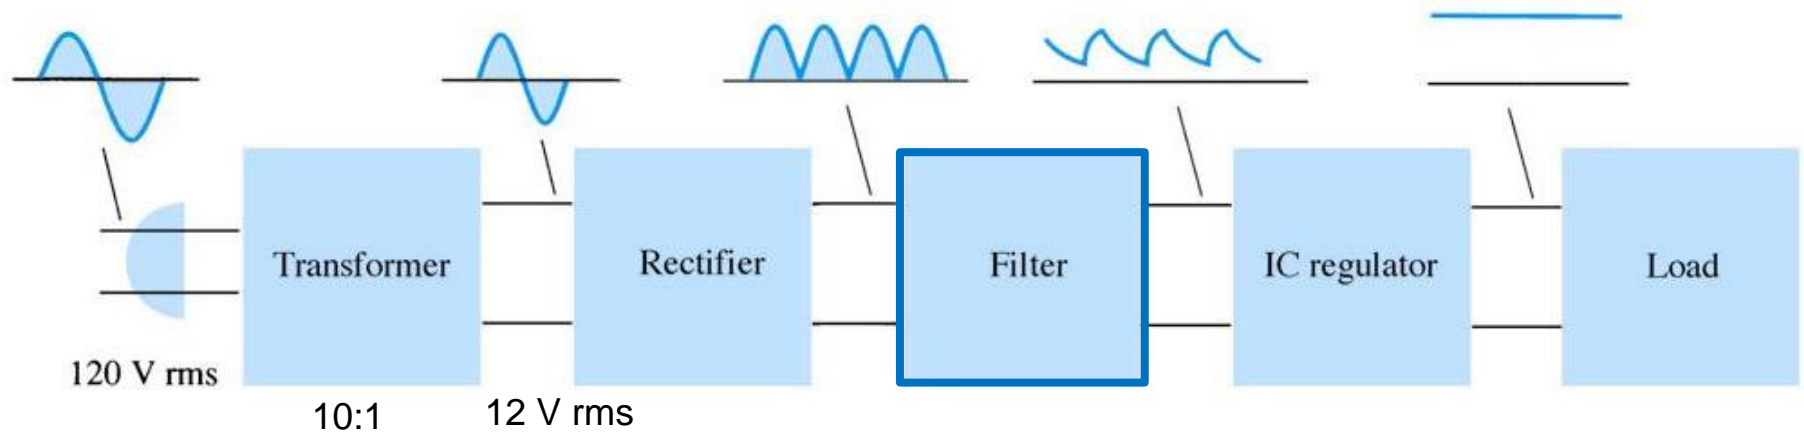 Transformer
Rectifier
Filter
IC regulator
Load
120 V rms
10:1
12 V rms